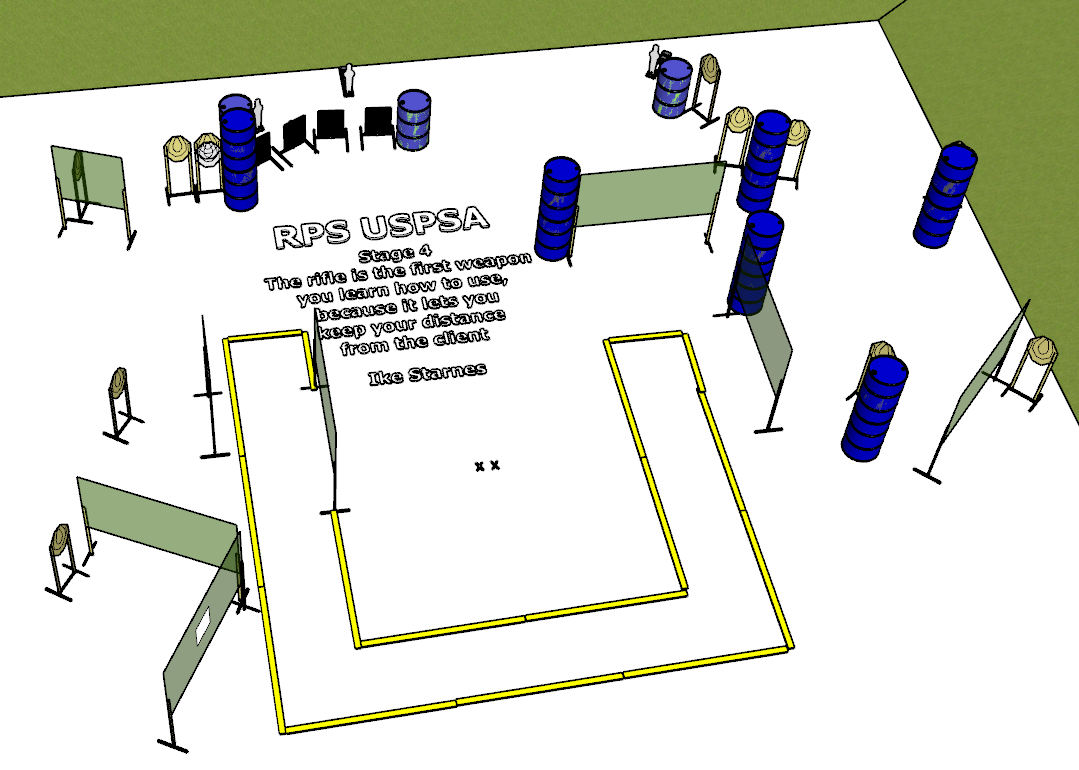 RPS USPSA
Stage 4
The rifle is the first weapon
you learn how to use,
because it lets you
keep your distance
from the client
Ike Starnes
x x